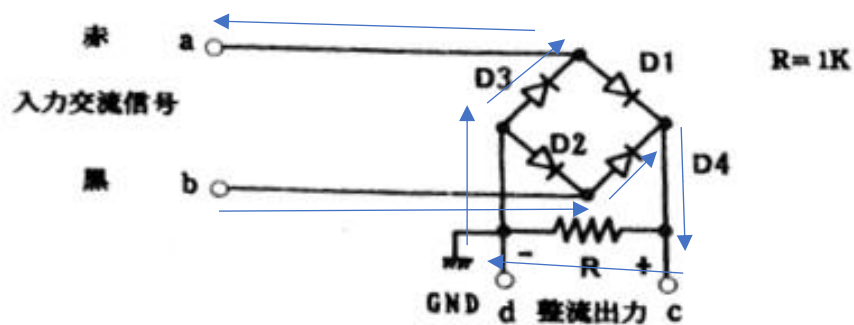 赤 a
D3
D1
R=1K
入力交流信号
D2
黒 b
D4
- R +
GND d 整流出力 c